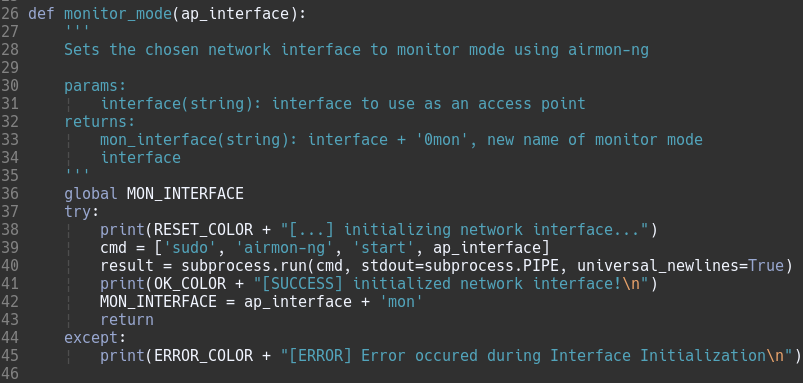 26 def monitor_mode(ap_interface):
27     '''
28     Sets the chosen network interface to monitor mode using airmon-ng
29
30     params:
31         interface(string): interface to use as an access point
32     returns:
33         mon_interface(string): interface + '0mon', new name of monitor mode
34         interface
35     '''
36     global MON_INTERFACE
37     try:
38         print(RESET_COLOR + "[...] initializing network interface...")
39         cmd = ['sudo', 'airmon-ng', 'start', ap_interface]
40         result = subprocess.run(cmd, stdout=subprocess.PIPE, universal_newlines=True)
41         print(OK_COLOR + "[SUCCESS] initialized network interface!\n")
42         MON_INTERFACE = ap_interface + 'mon'
43         return
44     except:
45         print(ERROR_COLOR + "[ERROR] Error occured during Interface Initialization\n")
46